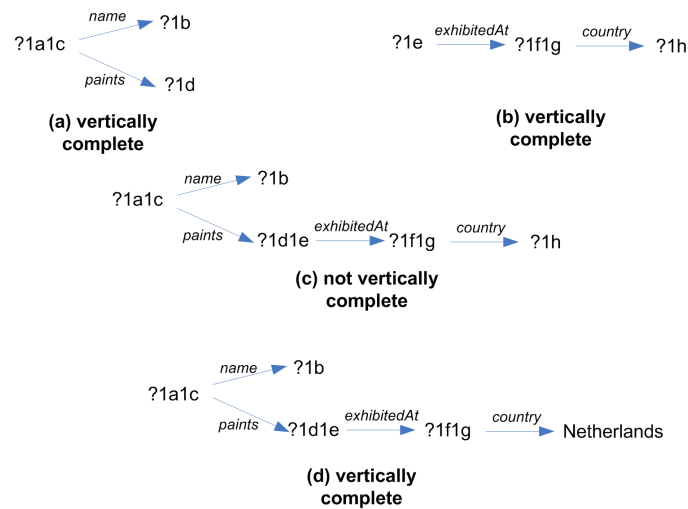 name
?1b
?1a1c
paints
?1d
(a) vertically
complete
?1e
exhibitedAt
?1f1g
country
?1h
(b) vertically
complete
name
?1b
?1a1c
paints
?1d1e
exhibitedAt
?1f1g
country
?1h
(c) not vertically
complete
name
?1b
?1a1c
paints
?1d1e
exhibitedAt
?1f1g
country
Netherlands
(d) vertically
complete